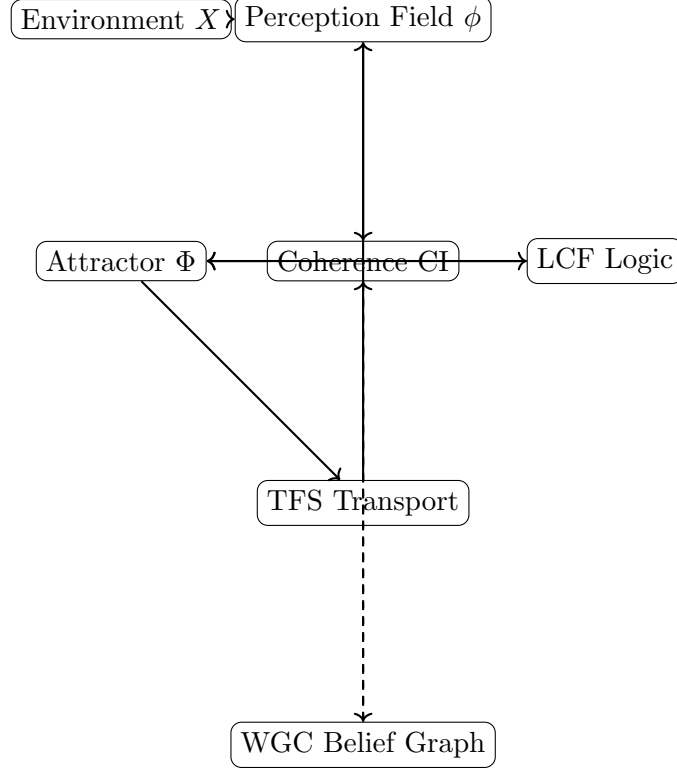 Environment X
Perception Field ϕ
Attractor Φ
Coherence CI
LCF Logic
TFS Transport
WGC Belief Graph